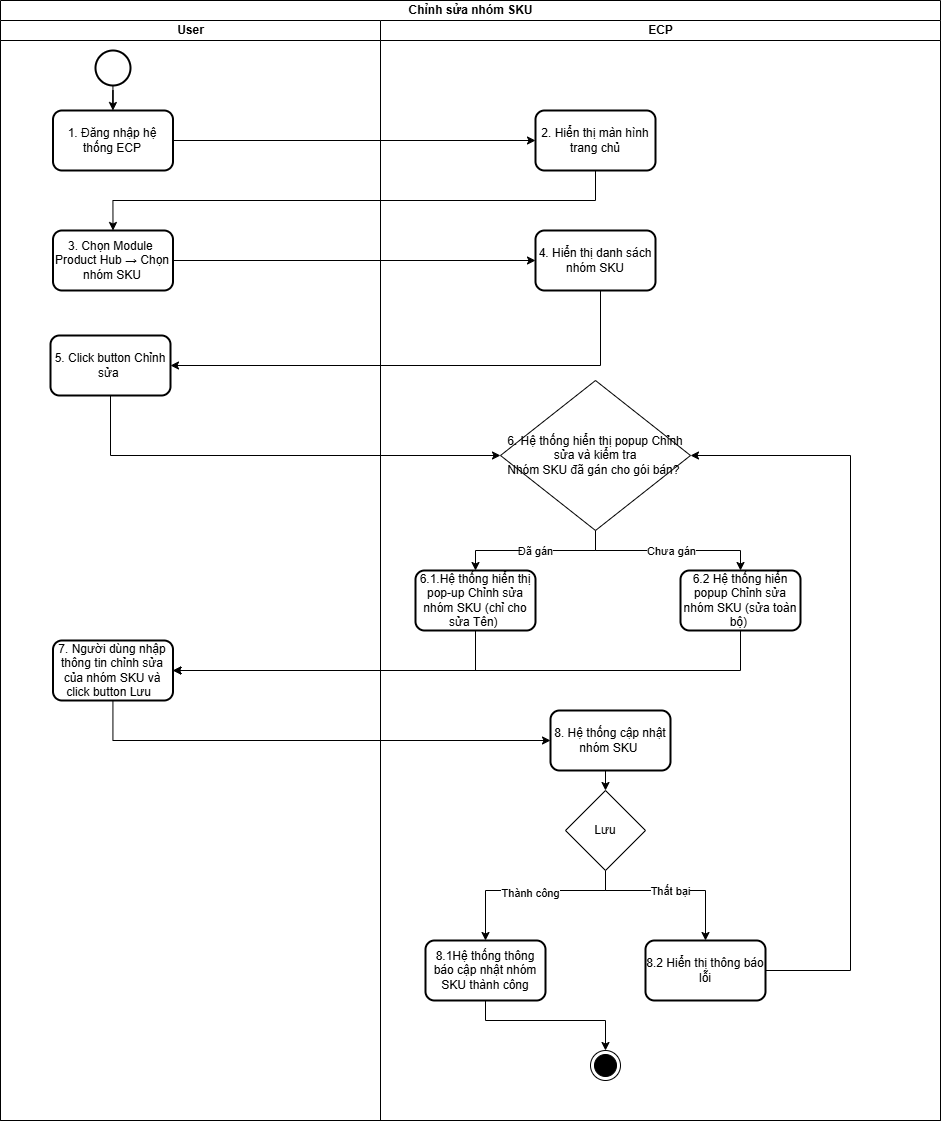 Chỉnh sửa nhóm SKU
User
ECP
1. Đăng nhập hệ
thống ECP
2. Hiển thị màn hình
trang chủ
3. Chọn Module
Product Hub → Chọn
nhóm SKU
4. Hiển thị danh sách
nhóm SKU
5. Click button Chỉnh
sửa
6. Hệ thống hiển thị popup Chỉnh
sửa và kiểm tra
Nhóm SKU đã gán cho gói bán?
Đã gán
Chưa gán
6.1.Hệ thống hiển thị
pop-up Chỉnh sửa
nhóm SKU (chỉ cho
sửa Tên)
6.2 Hệ thống hiển
popup Chỉnh sửa
nhóm SKU (sửa toàn
bộ)
7. Người dùng nhập
thông tin chỉnh sửa
của nhóm SKU và
click button Lưu
8. Hệ thống cập nhật
nhóm SKU
Lưu
Thành công
Thất bại
8.1Hệ thống thông
báo cập nhật nhóm
SKU thành công
8.2 Hiển thị thông báo
lỗi